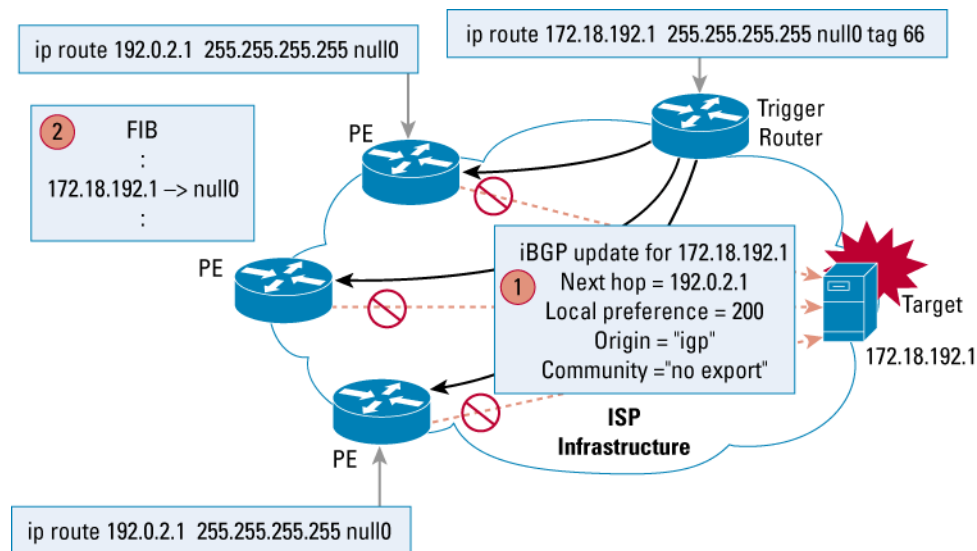 ip route 192.0.2.1 255.255.255.255 null0
ip route 172.18.192.1 255.255.255.255 null0 tag 66
PE
Trigger
Router
2
FIB
:
172.18.192.1 –> null0
:
PE
1
iBGP update for 172.18.192.1
Next hop = 192.0.2.1
Local preference = 200
Origin = "igp"
Community ="no export"
Target
172.18.192.1
PE
ISP
Infrastructure
ip route 192.0.2.1 255.255.255.255 null0